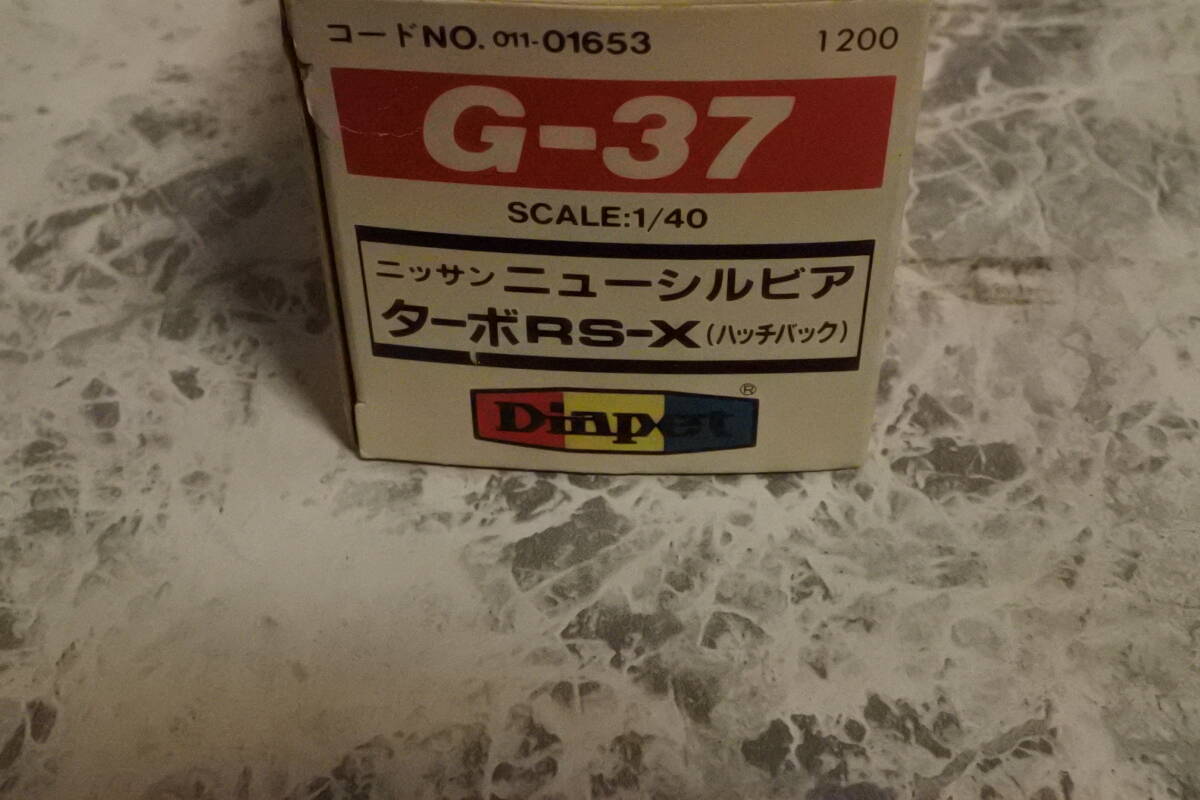 コードNO. 011-01653 1200
G-37
SCALE:1/40
ニッサン ニューシルビア
ターボRS-X(ハッチバック)
Diapet ®